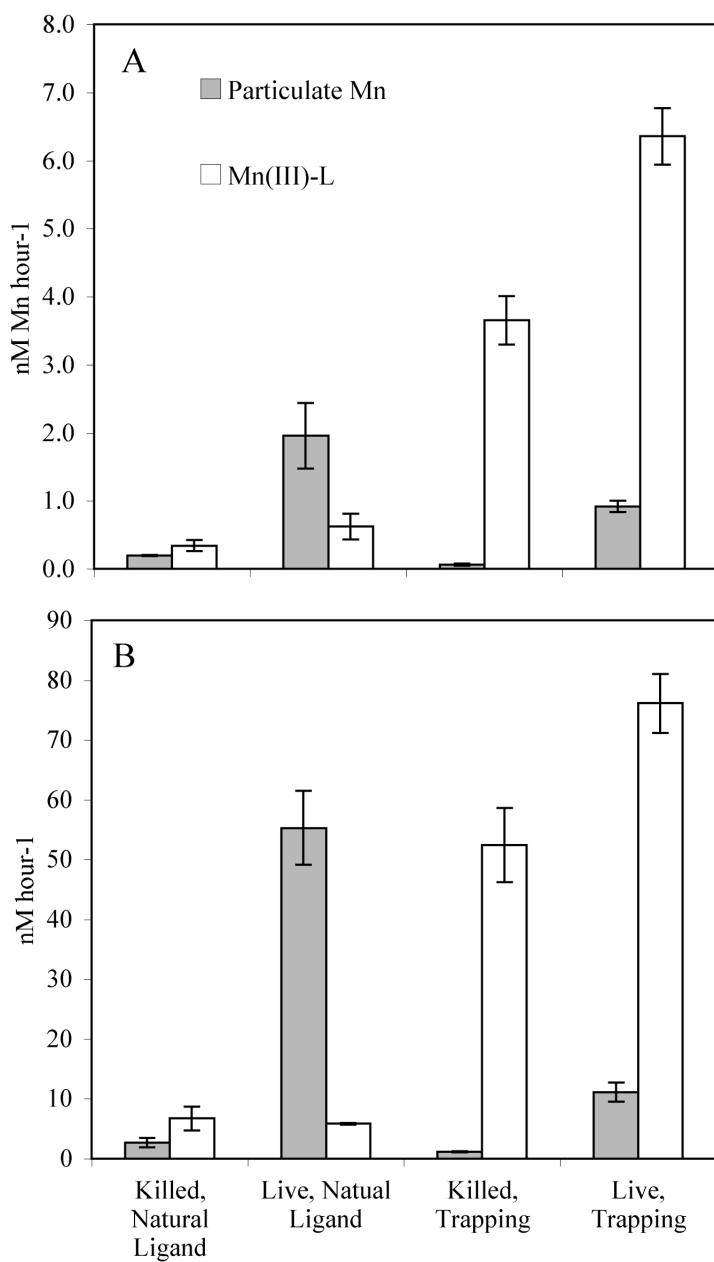 8.0
A
7.0
Particulate Mn
6.0
Mn(III)-L
5.0
nM Mn hour-1
4.0
3.0
2.0
1.0
0.0
90
B
80
70
60
50
nM hour-1
40
30
20
10
0
Killed,
Natural
Ligand
Live, Natual
Ligand
Killed,
Trapping
Live,
Trapping